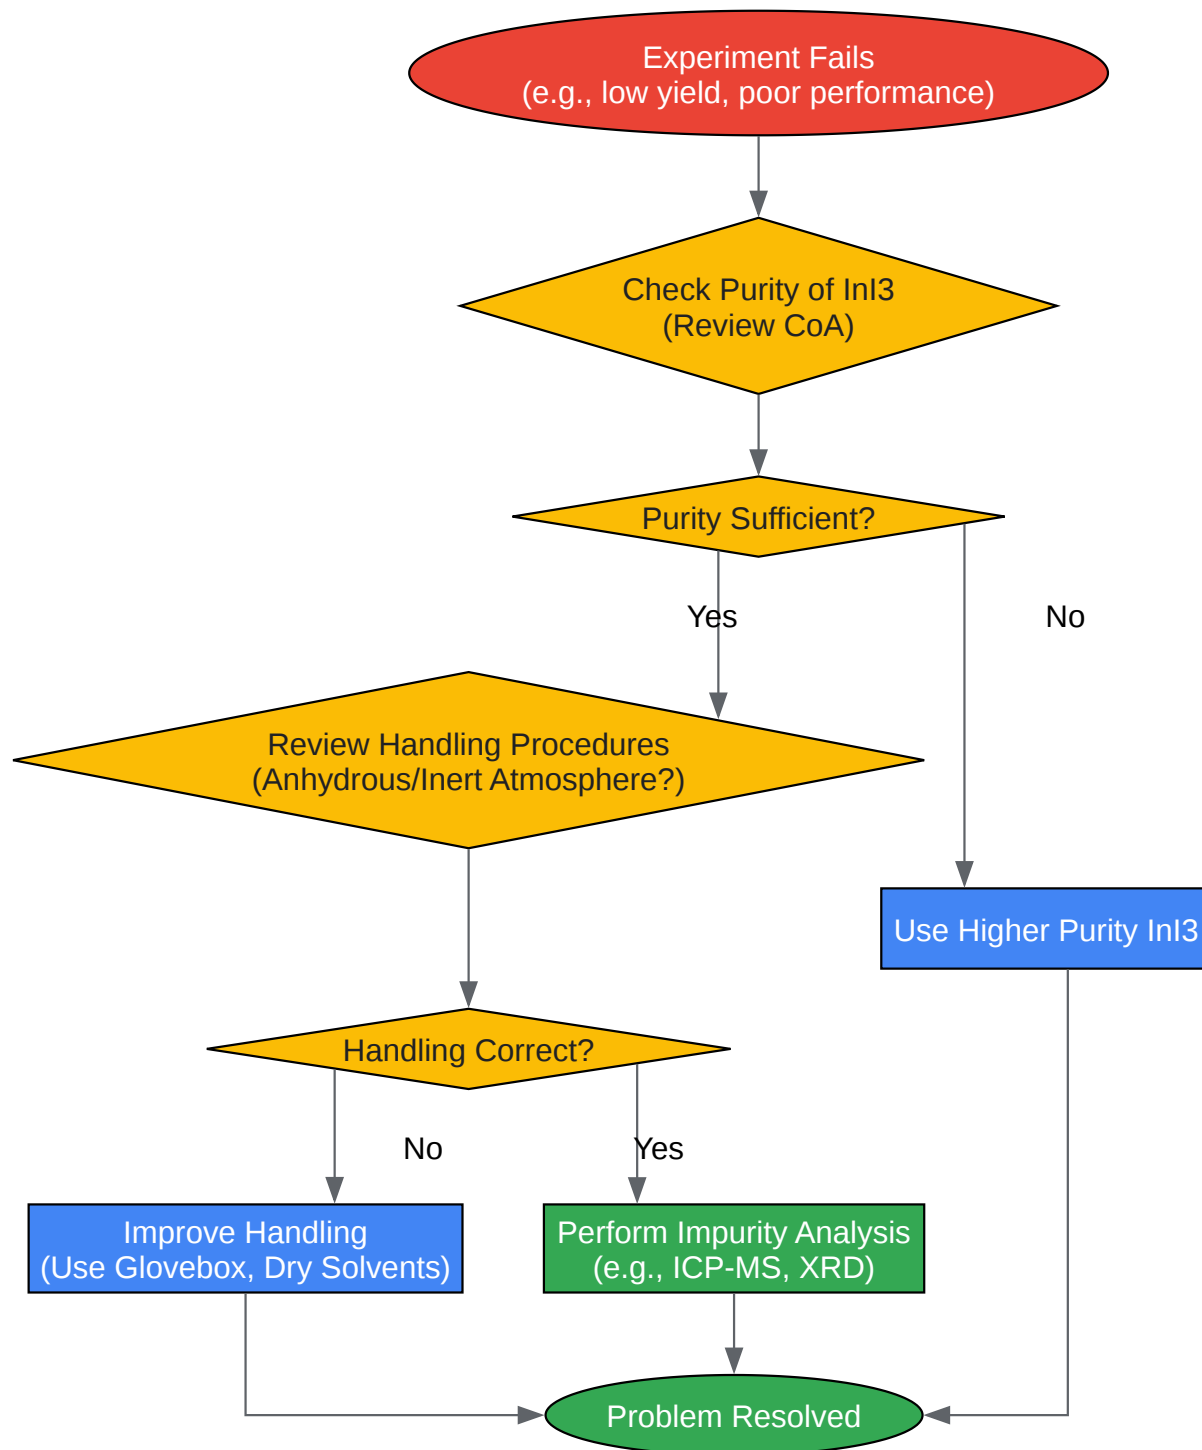 Experiment Fails
(e.g., low yield, poor performance)
Check Purity of InI3
(Review CoA)
Purity Sufficient?
Yes
No
Review Handling Procedures
(Anhydrous/Inert Atmosphere?)
Use Higher Purity InI3
Handling Correct?
No
Yes
Improve Handling
(Use Glovebox, Dry Solvents)
Perform Impurity Analysis
(e.g., ICP-MS, XRD)
Problem Resolved